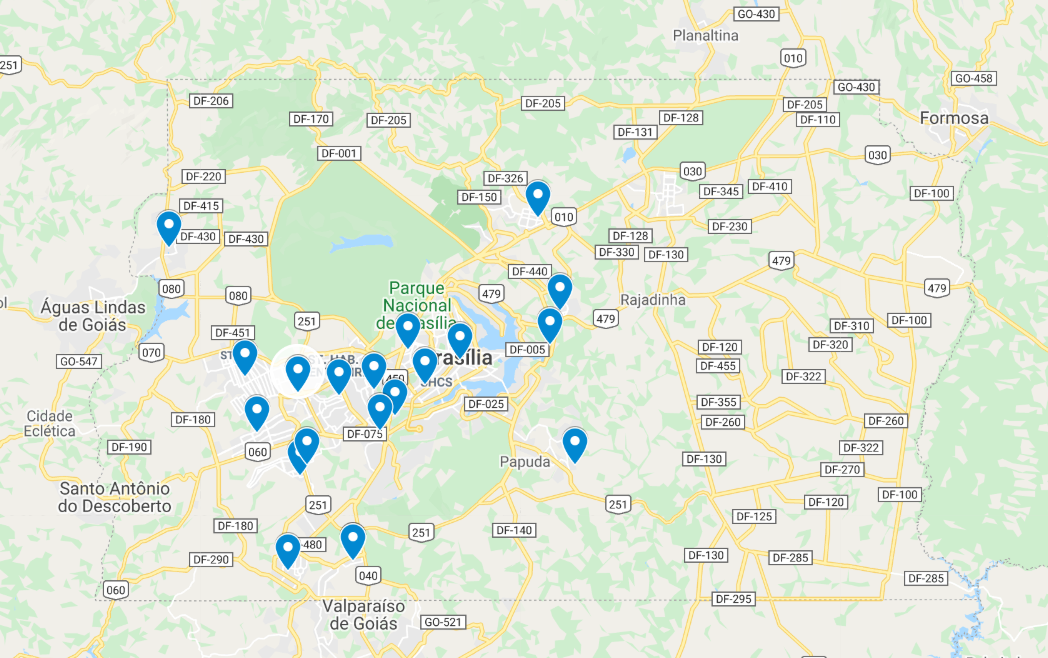 GO-430
Planaltina
251
010
GO-458
GO-430
DF-206
DF-205
DF-205
DF-170
DF-205
DF-128
DF-110
Formosa
DF-131
DF-001
030
030
DF-220
DF-326
DF-345
DF-410
DF-100
DF-150
DF-415
010
DF-230
DF-430
DF-430
DF-128
DF-330
DF-130
479
DF-440
080
080
Parque
Nacional
de Brasília
479
479
Rajadinha
Águas Lindas
de Goiás
251
479
DF-100
DF-310
DF-451
DF-320
070
DF-005
DF-120
GO-547
DF-455
DF-322
SHCS
DF-025
DF-355
Cidade
Eclética
DF-180
DF-260
DF-260
DF-075
DF-190
060
DF-322
Papuda
DF-130
DF-270
Santo Antônio
do Descoberto
DF-100
251
251
DF-120
DF-125
DF-180
251
DF-140
DF-290
DF-130
DF-285
040
DF-285
060
DF-295
Valparaíso
de Goiás
GO-521